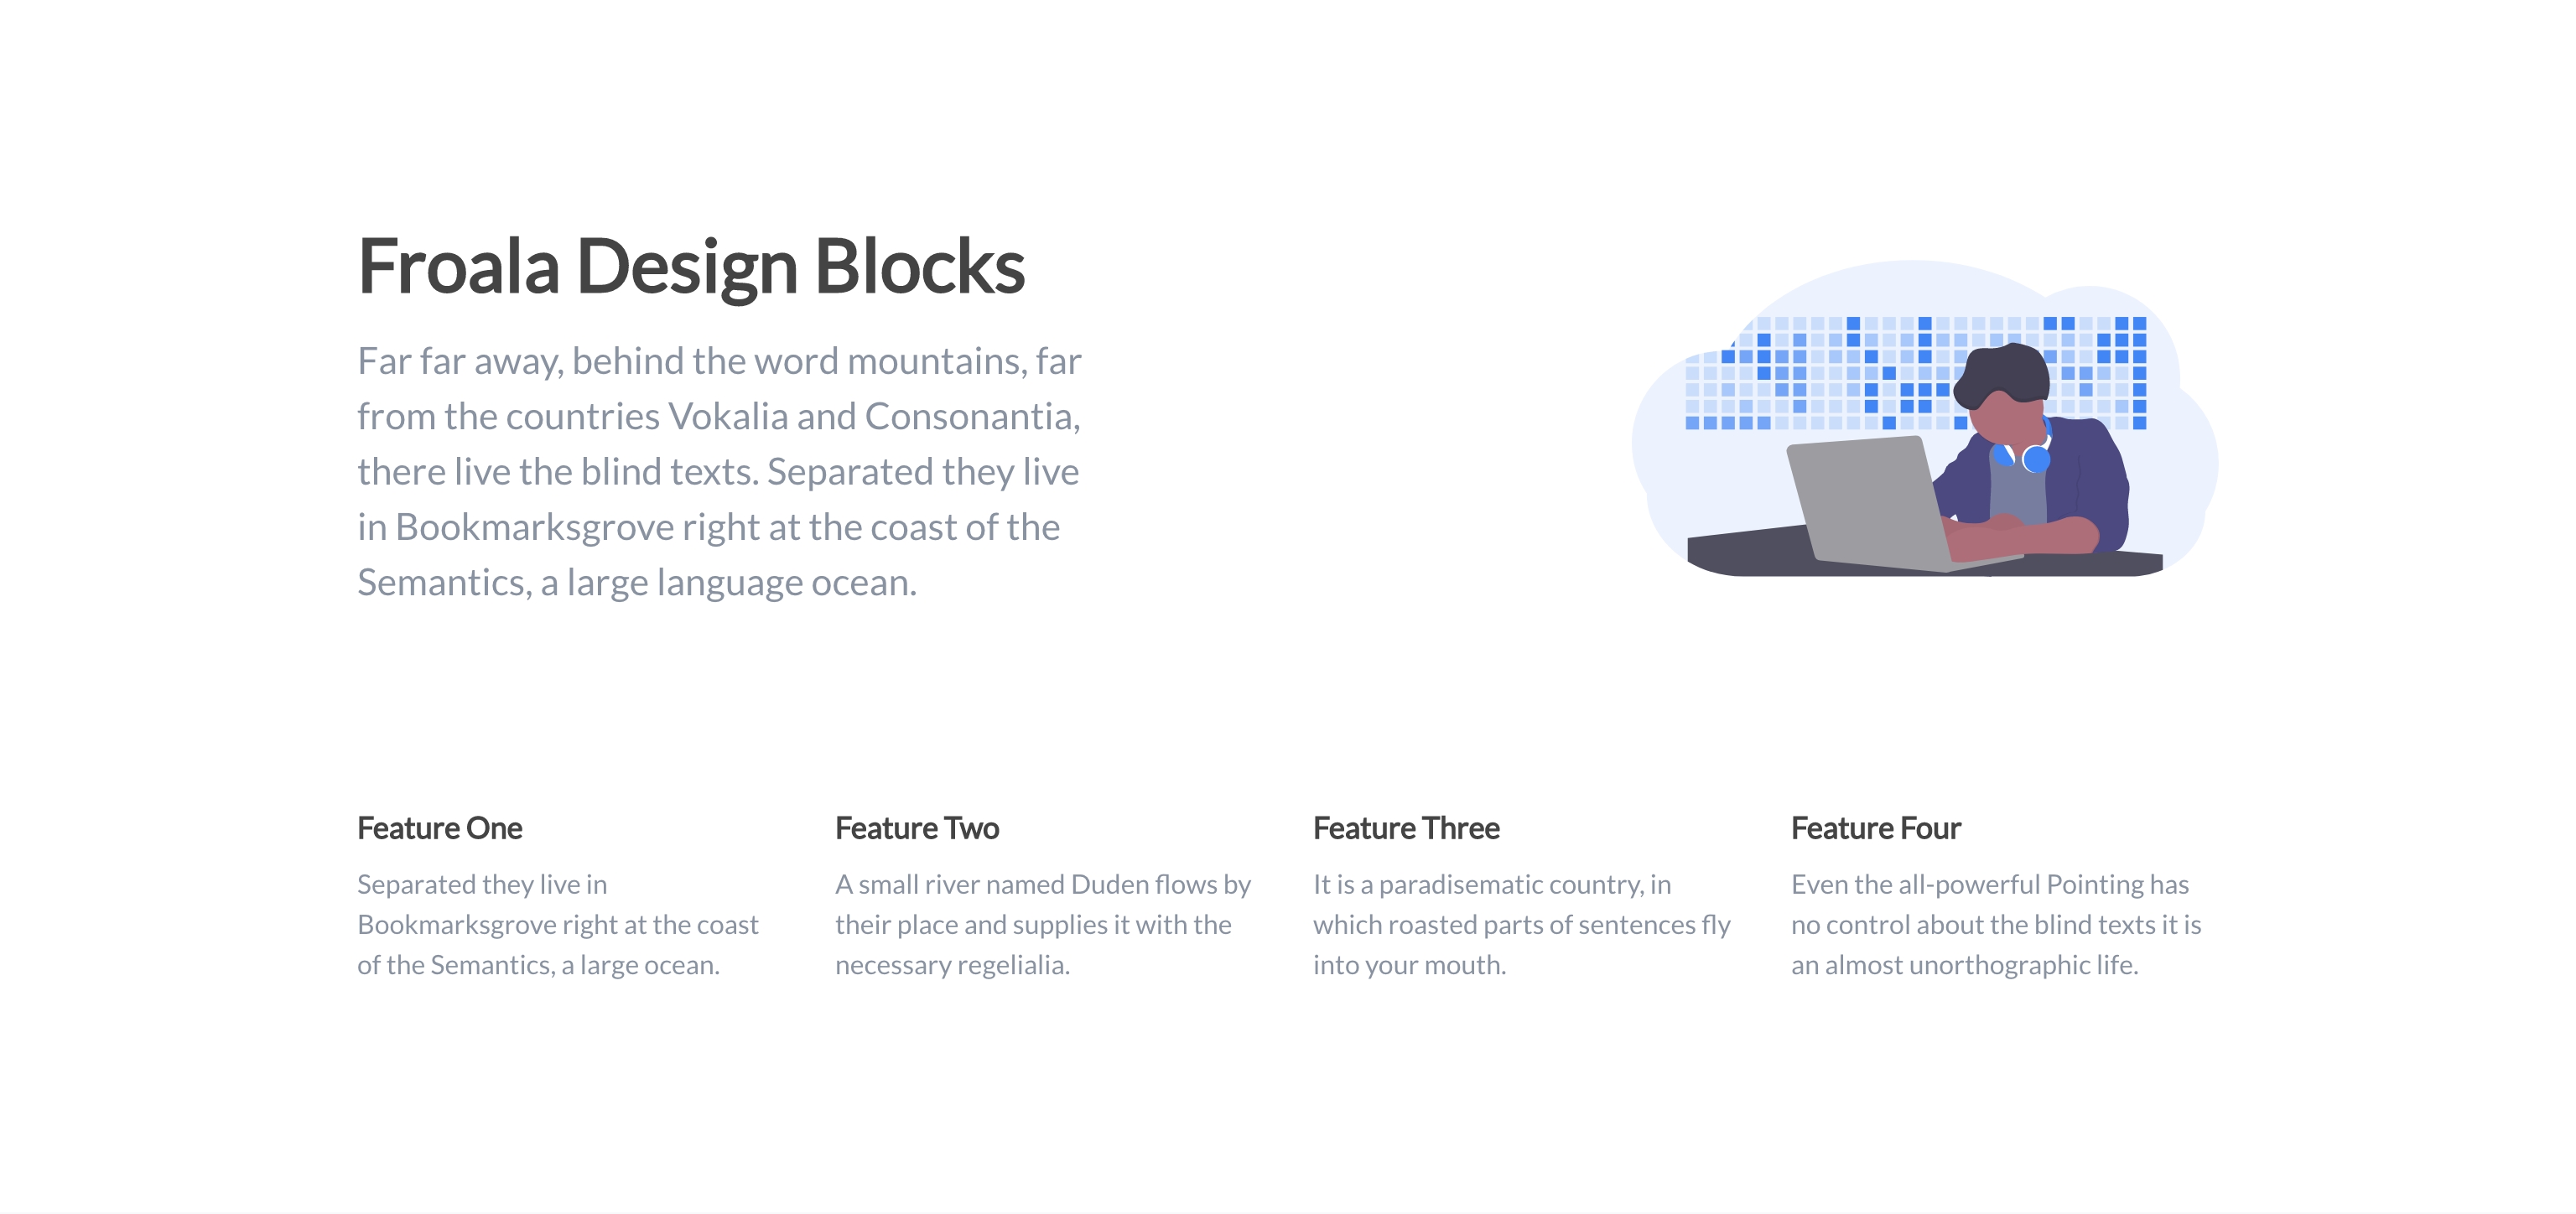 Froala Design Blocks
Far far away, behind the word mountains, far
from the countries Vokalia and Consonantia,
there live the blind texts. Separated they live
in Bookmarksgrove right at the coast of the
Semantics, a large language ocean.
Feature One
Separated they live in
Bookmarksgrove right at the coast
of the Semantics, a large ocean.
Feature Two
A small river named Duden flows by
their place and supplies it with the
necessary regelialia.
Feature Three
It is a paradisematic country, in
which roasted parts of sentences fly
into your mouth.
Feature Four
Even the all-powerful Pointing has
no control about the blind texts it is
an almost unorthographic life.